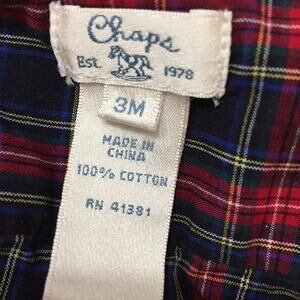 Chaps
Est. 1978
3M
MADE IN
CHINA
100% COTTON
RN 41381